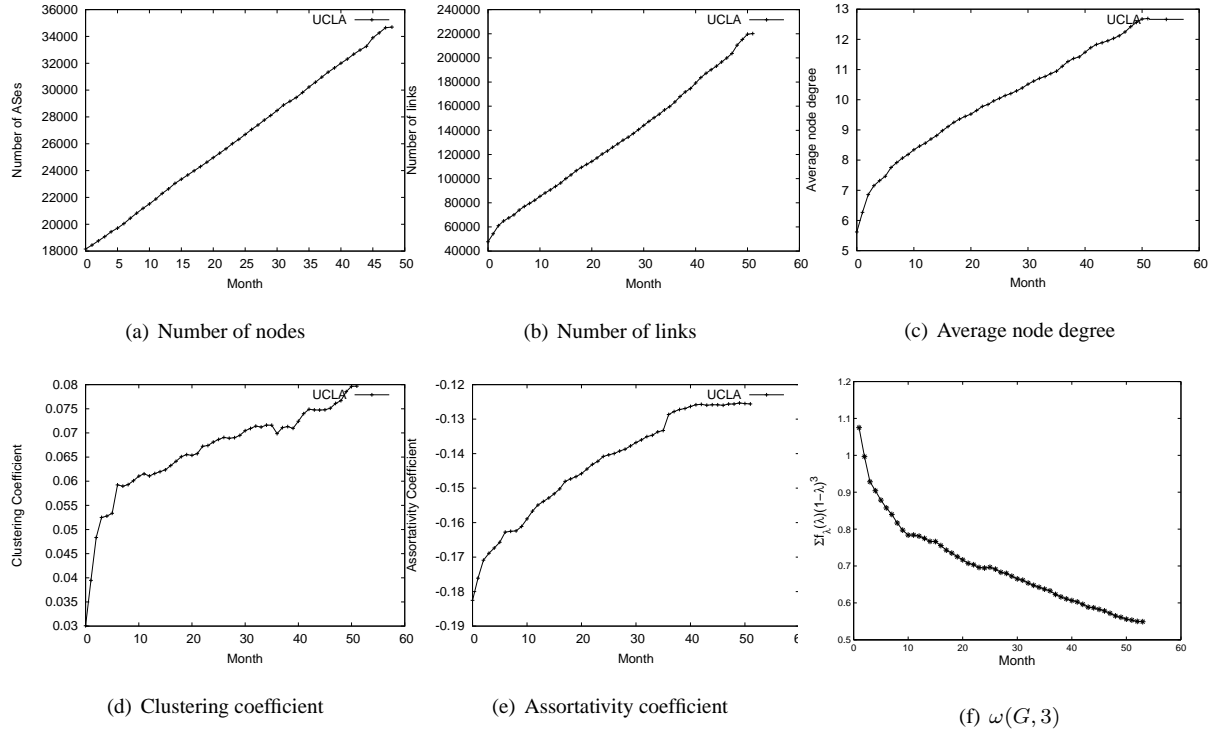 36000
34000
32000
30000
28000
26000
24000
22000
20000
18000
0 5 10 15 20 25 30 35 40 45 50
Number of ASes
Month
UCLA
(a) Number of nodes
240000
220000
200000
180000
160000
140000
120000
100000
80000
60000
40000
0 10 20 30 40 50 60
Number of links
Month
UCLA
(b) Number of links
13
12
11
10
9
8
7
6
5
0 10 20 30 40 50 60
Average node degree
Month
UCLA
(c) Average node degree
0.08
0.075
0.07
0.065
0.06
0.055
0.05
0.045
0.04
0.035
0.03
0 10 20 30 40 50 60
Clustering Coefficient
Month
UCLA
(d) Clustering coefficient
-0.12
-0.13
-0.14
-0.15
-0.16
-0.17
-0.18
-0.19
0 10 20 30 40 50 60
Assortativity Coefficient
Month
UCLA
(e) Assortativity coefficient
1.2
1.1
1
0.9
0.8
0.7
0.6
0.5
0 10 20 30 40 50 60
Σf_λ(λ)(1−λ)^3
Month
(f) ω(G, 3)